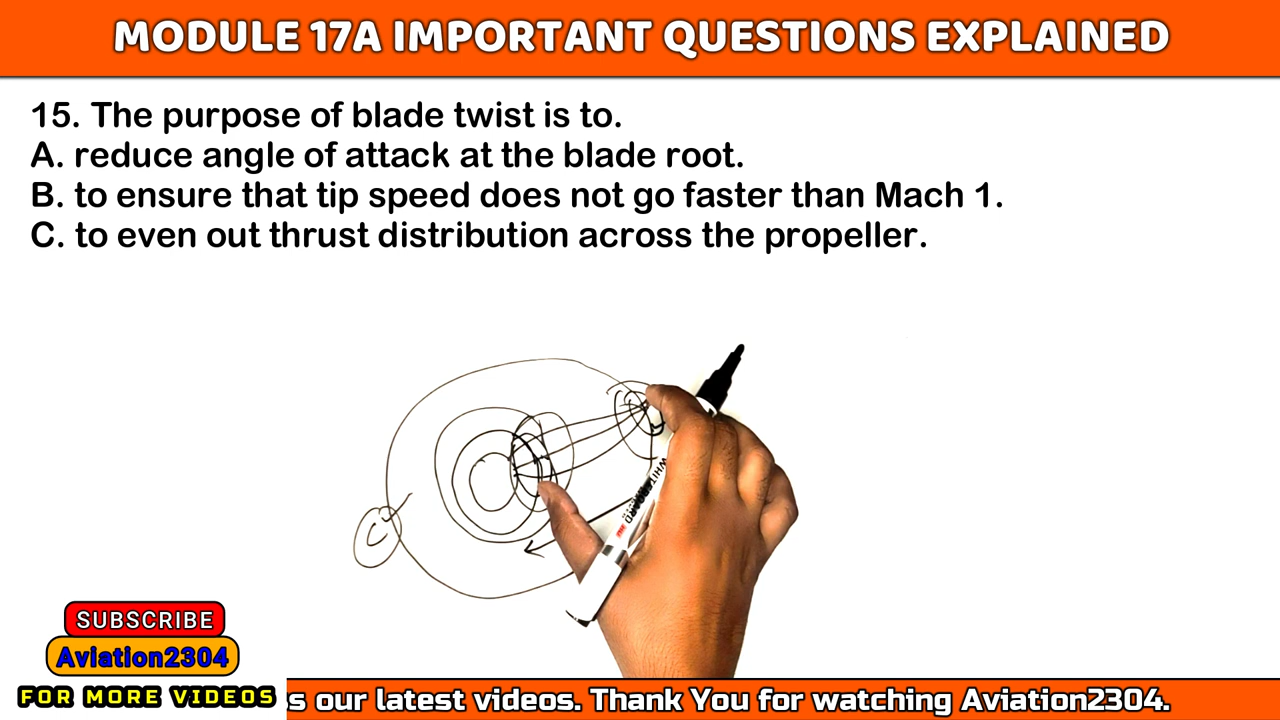 MODULE 17A IMPORTANT QUESTIONS EXPLAINED
15. The purpose of blade twist is to.
A. reduce angle of attack at the blade root.
B. to ensure that tip speed does not go faster than Mach 1.
C. to even out thrust distribution across the propeller.
C
WHITEBOARD
SUBSCRIBE
Aviation2304
FOR MORE VIDEOS
s our latest videos. Thank You for watching Aviation2304.